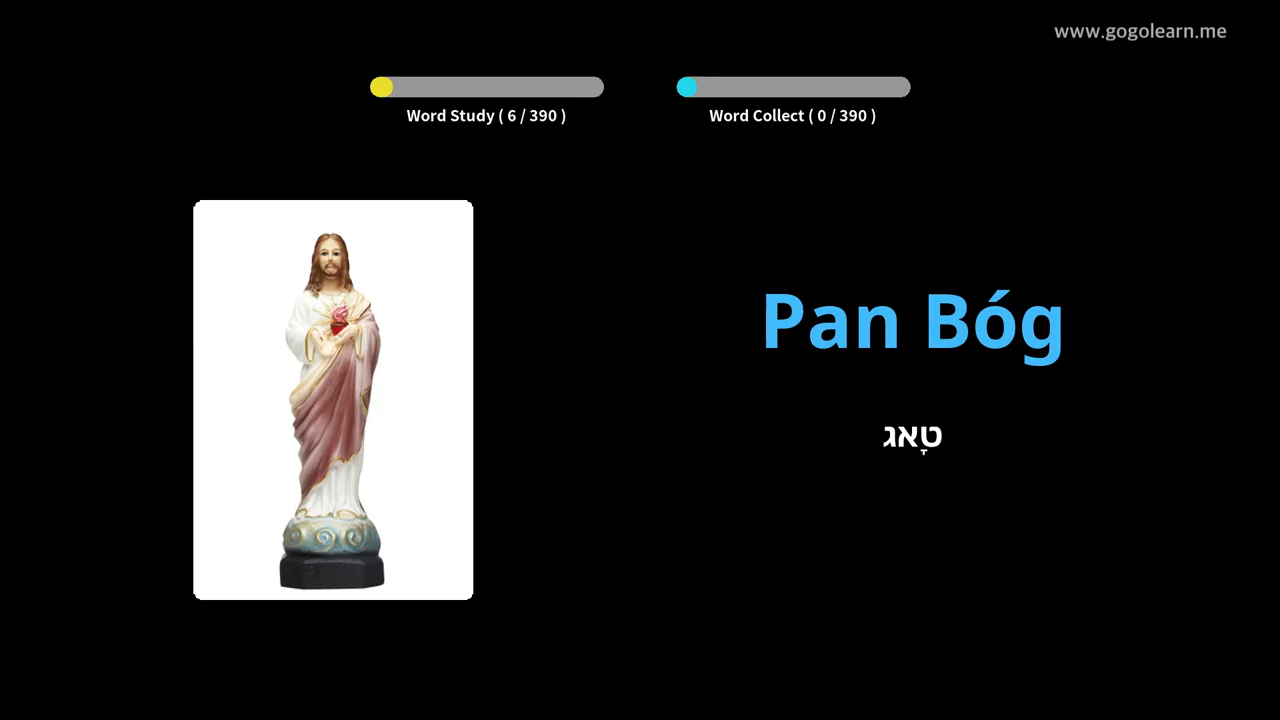 www.gogolearn.me
Word Study ( 6 / 390 )
Word Collect ( 0 / 390 )
Pan Bóg
טָאג